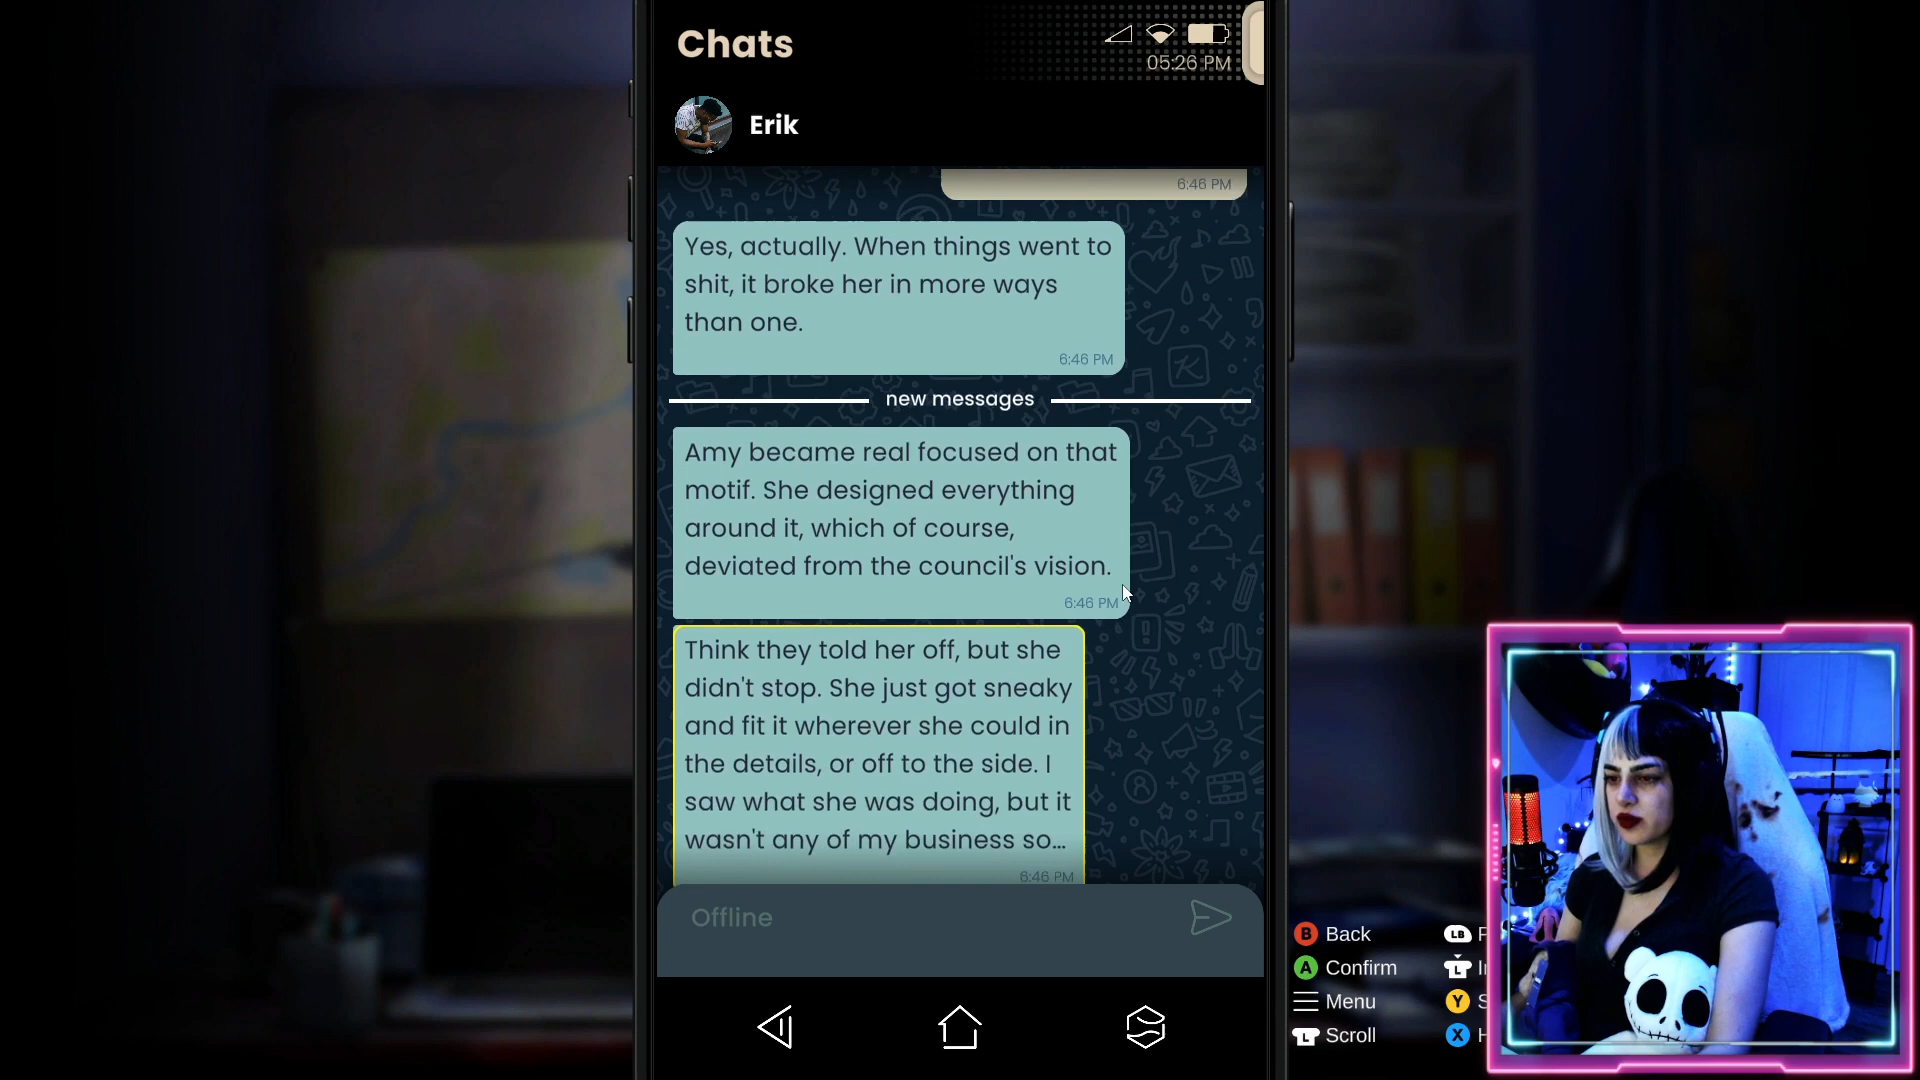 Chats
05:26 PM
Erik
6:46 PM
Yes, actually. When things went to
shit, it broke her in more ways
than one.
6:46 PM
new messages
Amy became real focused on that
motif. She designed everything
around it, which of course,
deviated from the council's vision.
6:46 PM
Think they told her off, but she
didn't stop. She just got sneaky
and fit it wherever she could in
the details, or off to the side. I
saw what she was doing, but it
wasn't any of my business so...
6:46 PM
Offline
B Back
LB
A Confirm
L
Menu
Y
L Scroll
X